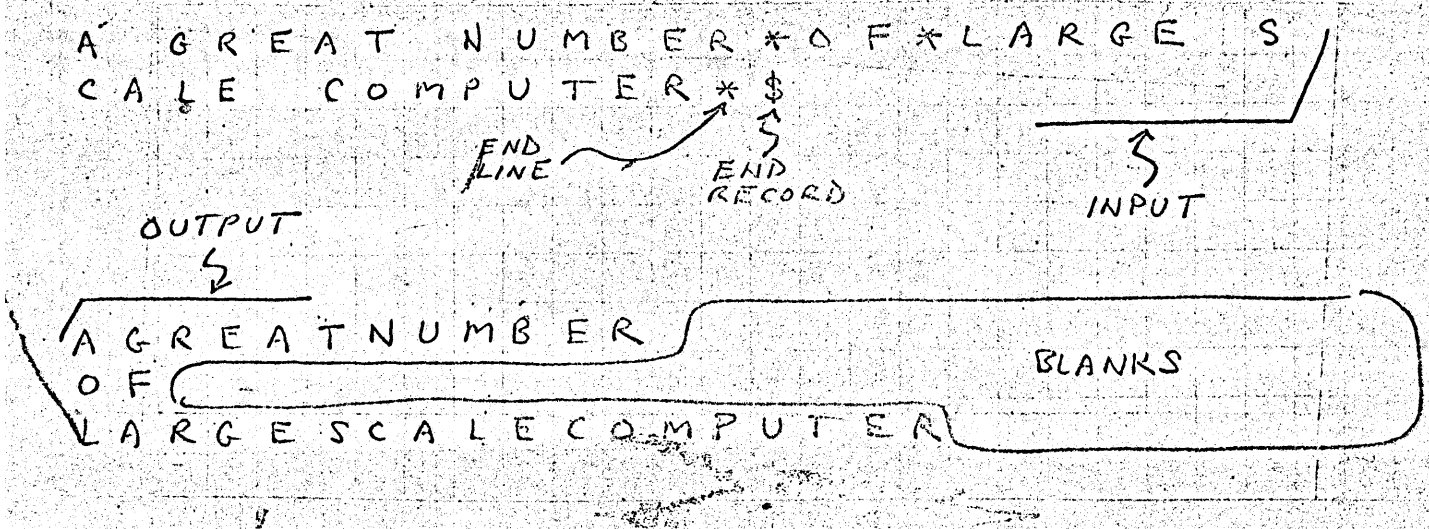 A GREAT NUMBER*OF*LARGE S
CALE COMPUTER*$
END LINE
END RECORD
INPUT
OUTPUT
AGREATNUMBER
OF
BLANKS
LARGESCALECOMPUTER